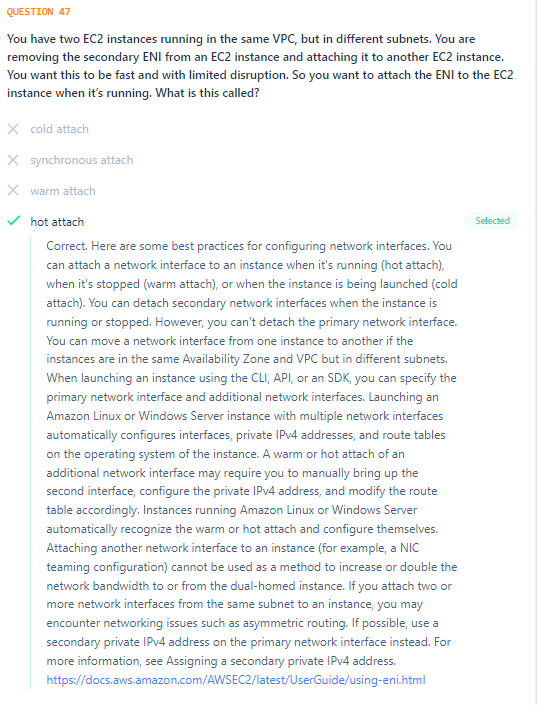 QUESTION 47
You have two EC2 instances running in the same VPC, but in different subnets. You are
removing the secondary ENI from an EC2 instance and attaching it to another EC2 instance.
You want this to be fast and with limited disruption. So you want to attach the ENI to the EC2
instance when it's running. What is this called?
cold attach
synchronous attach
warm attach
hot attach
Selected
Correct. Here are some best practices for configuring network interfaces. You
can attach a network interface to an instance when it's running (hot attach),
when it's stopped (warm attach), or when the instance is being launched (cold
attach). You can detach secondary network interfaces when the instance is
running or stopped. However, you can't detach the primary network interface.
You can move a network interface from one instance to another if the
instances are in the same Availability Zone and VPC but in different subnets.
When launching an instance using the CLI, API, or an SDK, you can specify the
primary network interface and additional network interfaces. Launching an
Amazon Linux or Windows Server instance with multiple network interfaces
automatically configures interfaces, private IPv4 addresses, and route tables
on the operating system of the instance. A warm or hot attach of an
additional network interface may require you to manually bring up the
second interface, configure the private IPv4 address, and modify the route
table accordingly. Instances running Amazon Linux or Windows Server
automatically recognize the warm or hot attach and configure themselves.
Attaching another network interface to an instance (for example, a NIC
teaming configuration) cannot be used as a method to increase or double the
network bandwidth to or from the dual-homed instance. If you attach two or
more network interfaces from the same subnet to an instance, you may
encounter networking issues such as asymmetric routing. If possible, use a
secondary private IPv4 address on the primary network interface instead. For
more information, see Assigning a secondary private IPv4 address.
https://docs.aws.amazon.com/AWSEC2/latest/UserGuide/using-eni.html